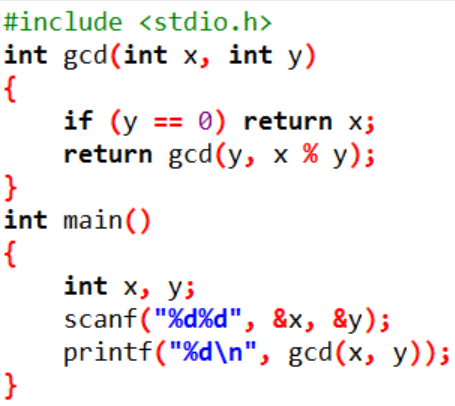 #include <stdio.h>
int gcd(int x, int y)
{
    if (y == 0) return x;
    return gcd(y, x % y);
}
int main()
{
    int x, y;
    scanf("%d%d", &x, &y);
    printf("%d\n", gcd(x, y));
}